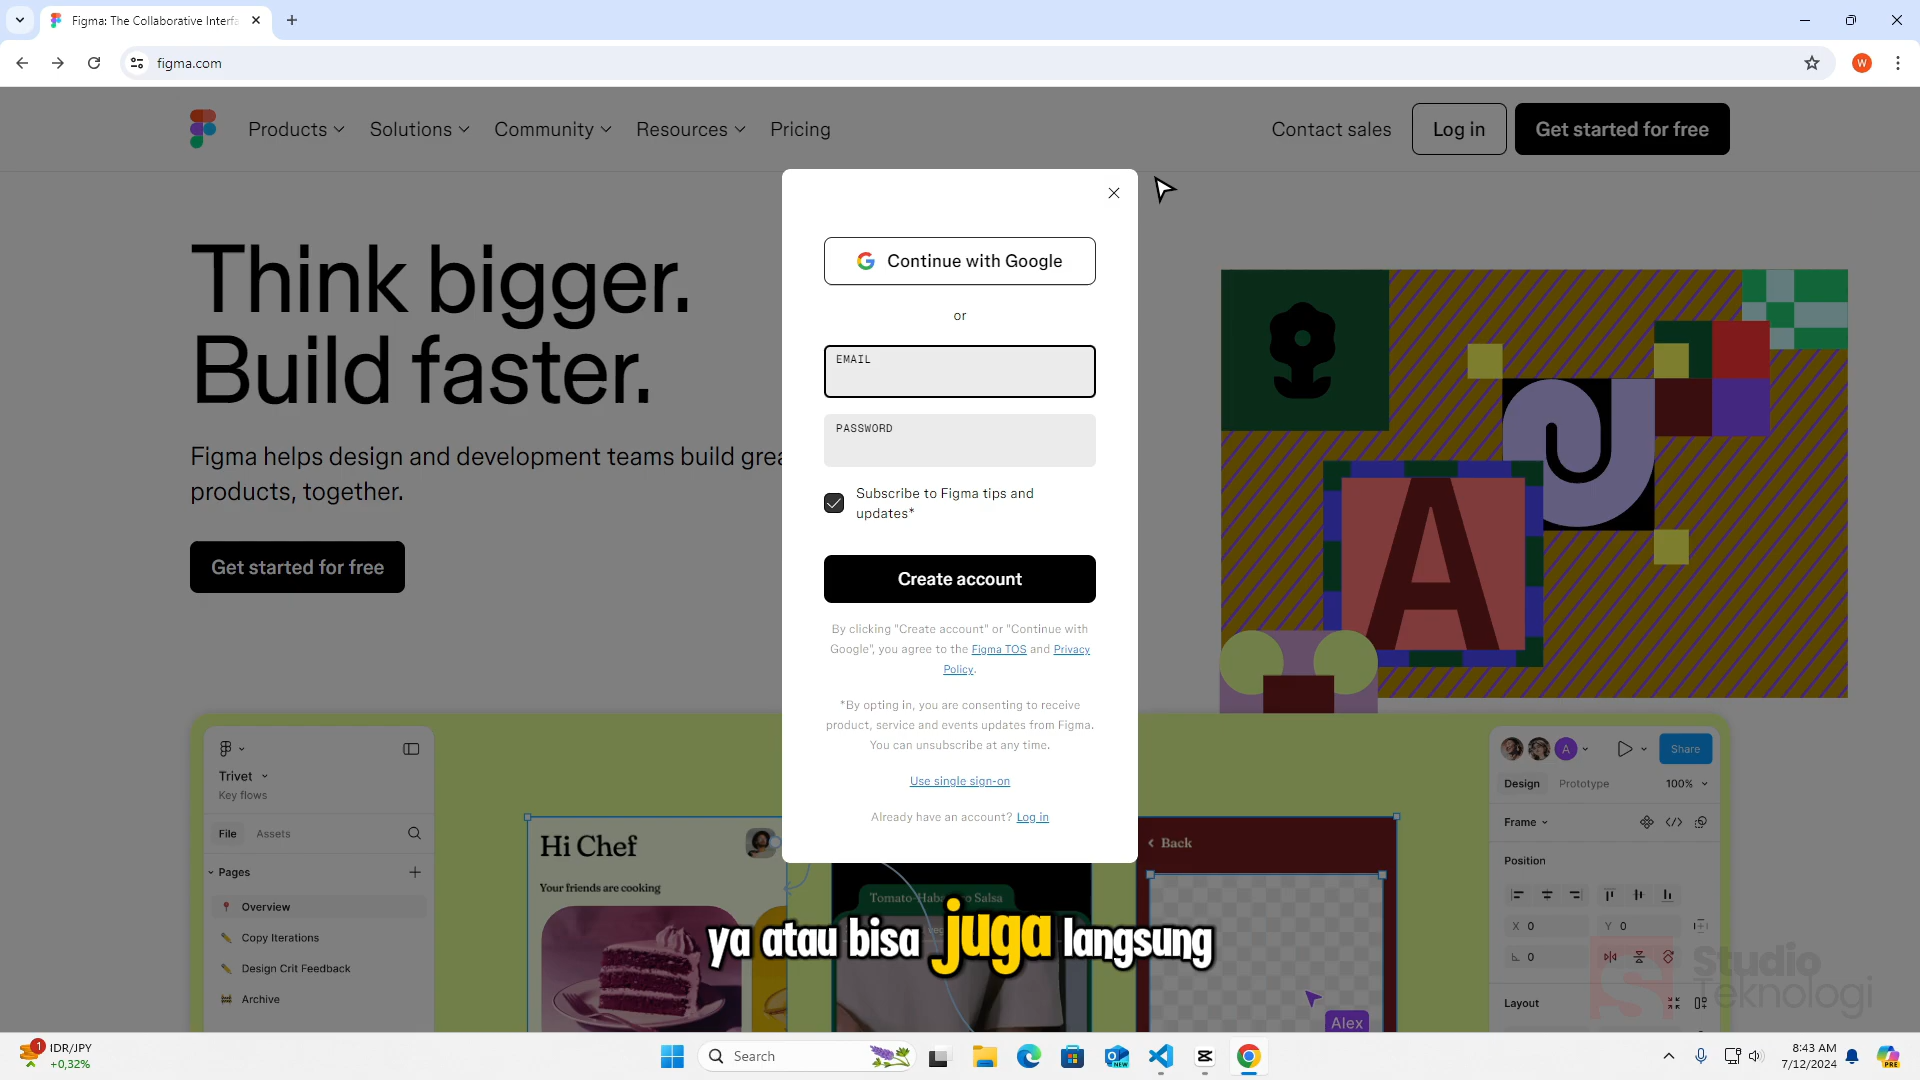 Figma: The Collaborative Interfa
figma.com
Products
Solutions
Community
Resources
Pricing
Contact sales
Log in
Get started for free
Think bigger.
Build faster.
Figma helps design and development teams build grea
products, together.
Get started for free
Continue with Google
or
EMAIL
PASSWORD
Subscribe to Figma tips and
updates*
Create account
By clicking "Create account" or "Continue with
Google", you agree to the Figma TOS and Privacy
Policy.
*By opting in, you are consenting to receive
product, service and events updates from Figma.
You can unsubscribe at any time.
Use single sign-on
Already have an account? Log in
A
Trivet
Key flows
File
Assets
Pages
Overview
Copy Iterations
Design Crit Feedback
Archive
Hi Chef
Your friends are cooking
Back
A
Share
Design
Prototype
100%
Frame
Position
X 0
Y 0
0
Layout
Alex
ya atau bisa juga langsung
Studio
Teknologi
1
IDR/JPY
+0,32%
Search
NEW
8:43 AM
7/12/2024
PRE
W